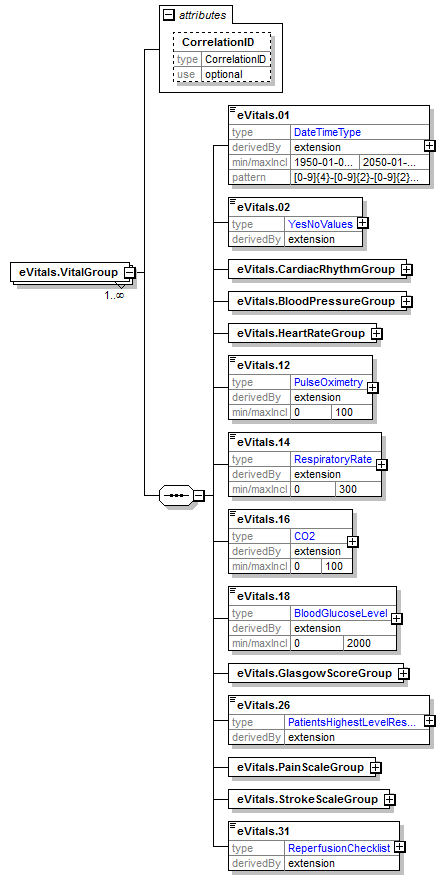 attributes
CorrelationID
type CorrelationID
use optional
eVitals.01
type DateTimeType
derivedBy extension
min/maxIncl 1950-01-0... 2050-01-...
pattern [0-9]{4}-[0-9]{2}-[0-9]{2}...
eVitals.02
type YesNoValues
derivedBy extension
eVitals.VitalGroup
1..∞
eVitals.CardiacRhythmGroup
eVitals.BloodPressureGroup
eVitals.HeartRateGroup
eVitals.12
type PulseOximetry
derivedBy extension
min/maxIncl 0 100
eVitals.14
type RespiratoryRate
derivedBy extension
min/maxIncl 0 300
eVitals.16
type CO2
derivedBy extension
min/maxIncl 0 100
eVitals.18
type BloodGlucoseLevel
derivedBy extension
min/maxIncl 0 2000
eVitals.GlasgowScoreGroup
eVitals.26
type PatientsHighestLevelRes...
derivedBy extension
eVitals.PainScaleGroup
eVitals.StrokeScaleGroup
eVitals.31
type ReperfusionChecklist
derivedBy extension